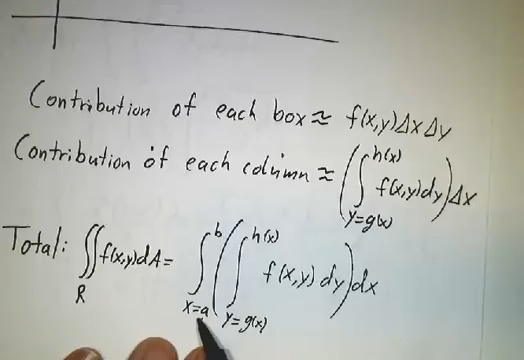 Contribution of each box ≈ f(x,y)ΔxΔy
Contribution of each column ≈ (∫_{y=g(x)}^{h(x)} f(x,y)dy)Δx
Total: ∬_R f(x,y)dA = ∫_{x=a}^{b} (∫_{y=g(x)}^{h(x)} f(x,y) dy)dx